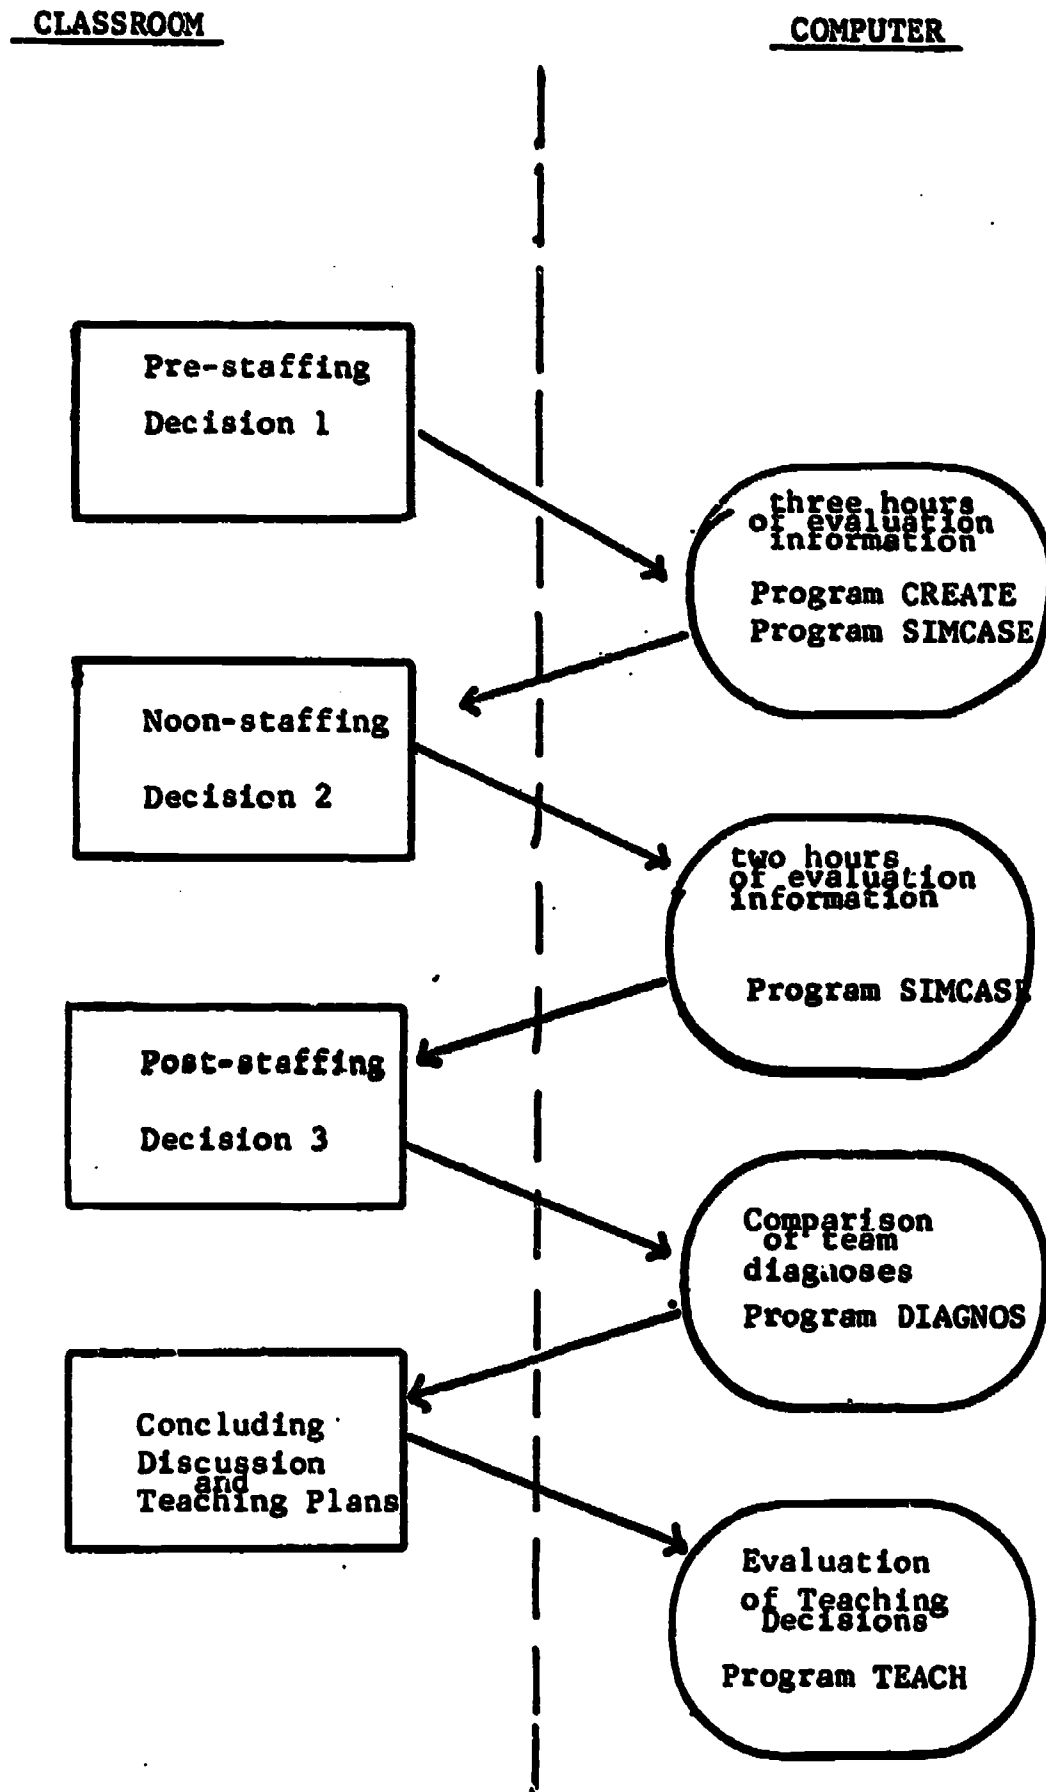 CLASSROOM
COMPUTER
Pre-staffing
Decision 1
three hours
of evaluation
information
Program CREATE
Program SIMCASE
Noon-staffing
Decision 2
two hours
of evaluation
information
Program SIMCASE
Post-staffing
Decision 3
Comparison
of team
diagnoses
Program DIAGNOS
Concluding
Discussion
and
Teaching Plans
Evaluation
of Teaching
Decisions
Program TEACH